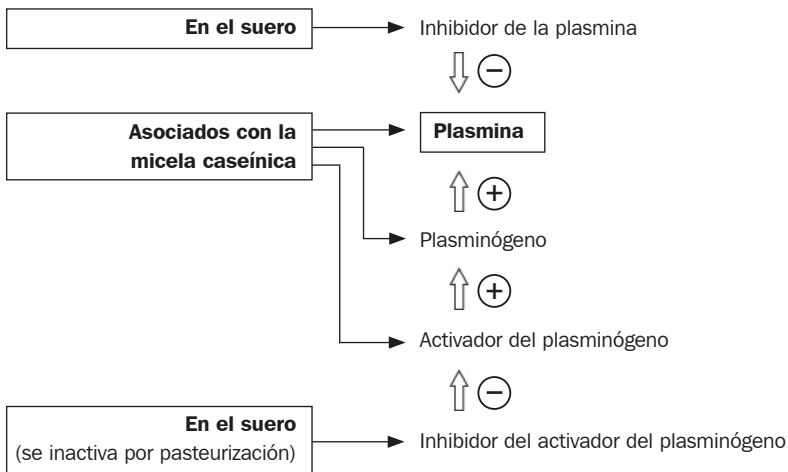 En el suero
Inhibidor de la plasmina
−
Asociados con la
micela caseínica
Plasmina
+
Plasminógeno
+
Activador del plasminógeno
−
En el suero
(se inactiva por pasteurización)
Inhibidor del activador del plasminógeno